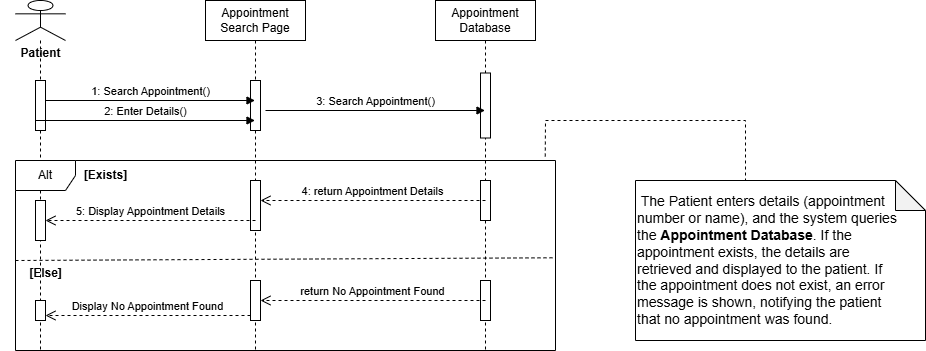 Appointment
Search Page
Appointment
Database
Patient
1: Search Appointment()
2: Enter Details()
3: Search Appointment()
Alt
[Exists]
4: return Appointment Details
5: Display Appointment Details
[Else]
return No Appointment Found
Display No Appointment Found
The Patient enters details (appointment
number or name), and the system queries
the Appointment Database. If the
appointment exists, the details are
retrieved and displayed to the patient. If
the appointment does not exist, an error
message is shown, notifying the patient
that no appointment was found.